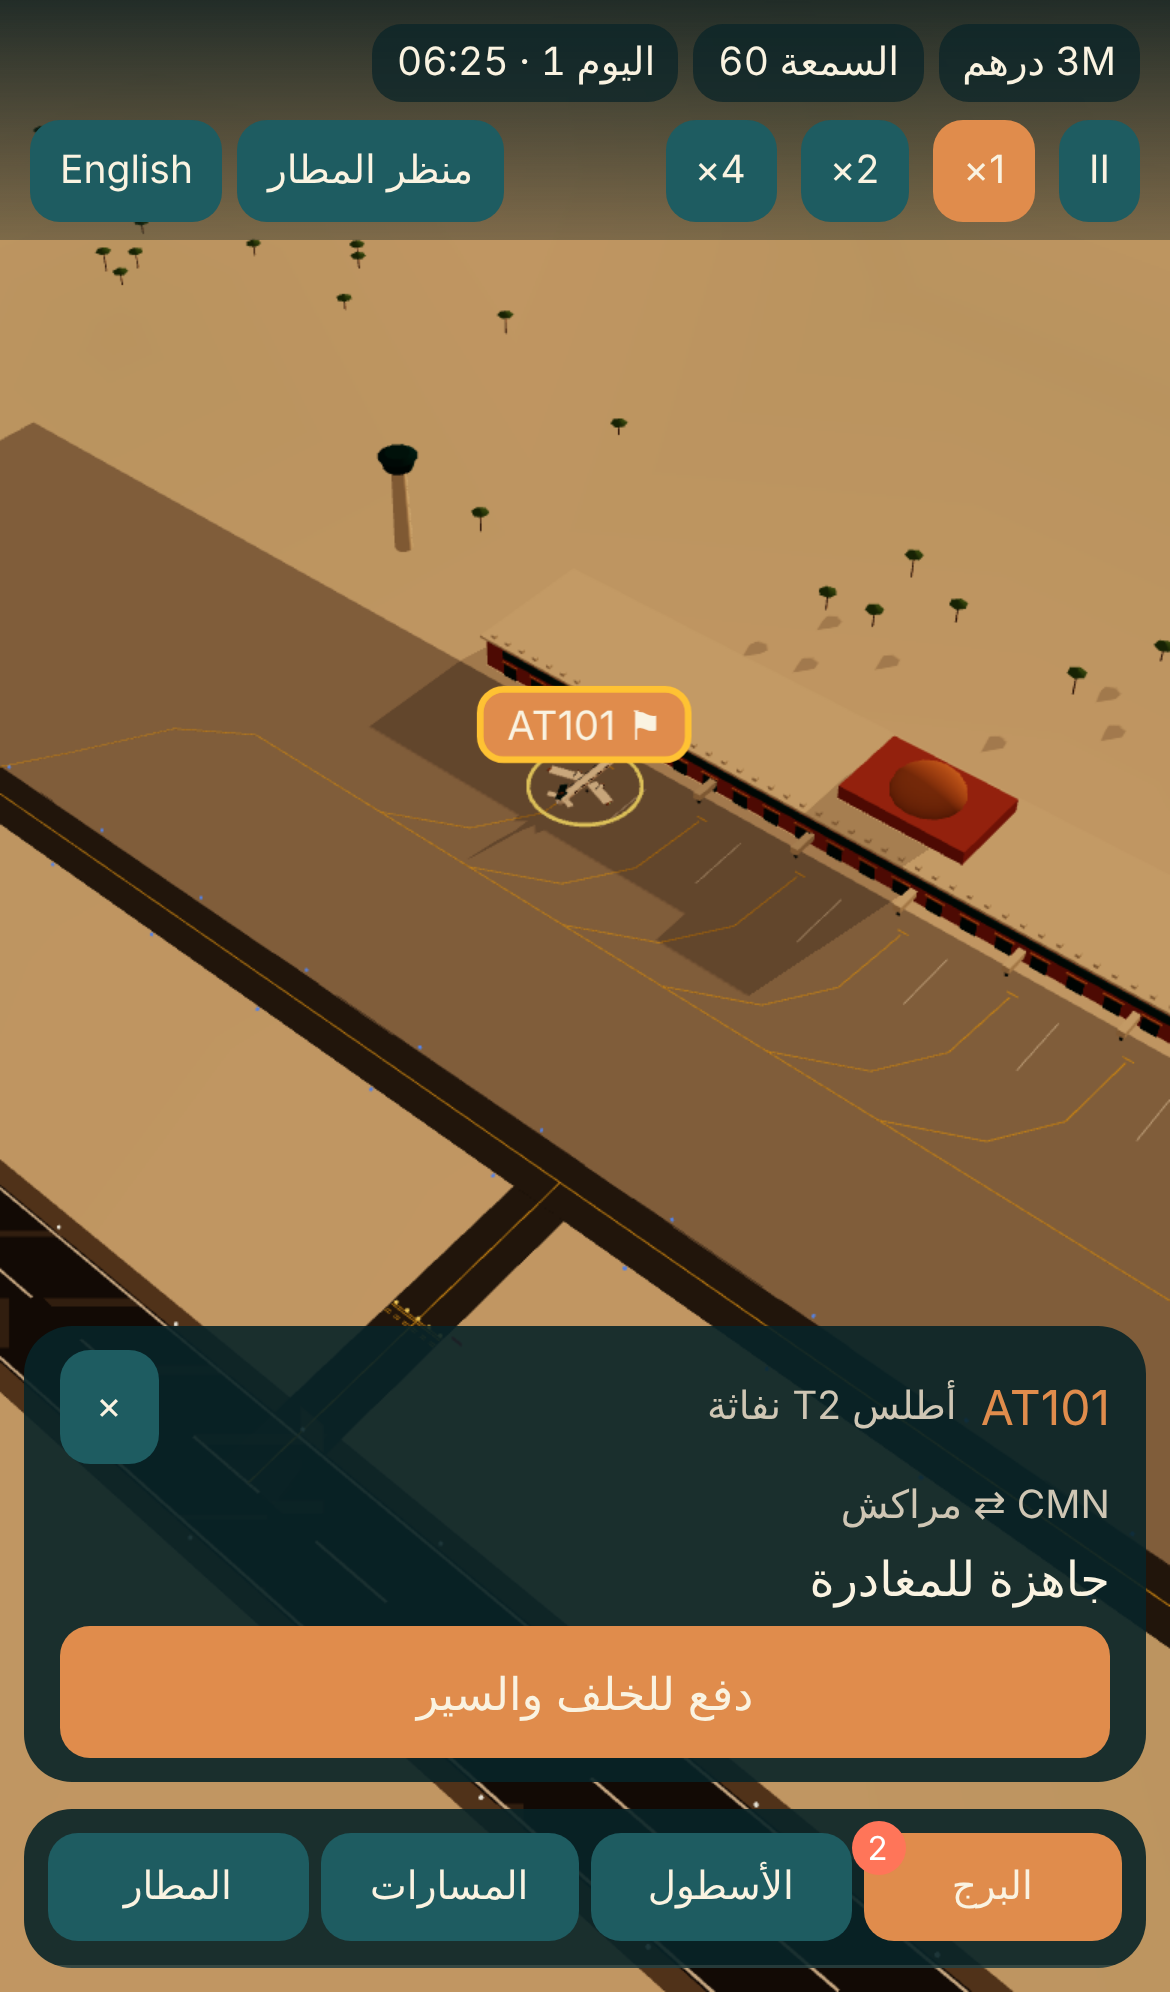 3M درهم
السمعة 60
اليوم 1 · 06:25
II
×1
×2
×4
منظر المطار
English
AT101 ⚑
AT101 أطلس T2 نفاثة
×
CMN ⇄ مراكش
جاهزة للمغادرة
دفع للخلف والسير
البرج
2
الأسطول
المسارات
المطار